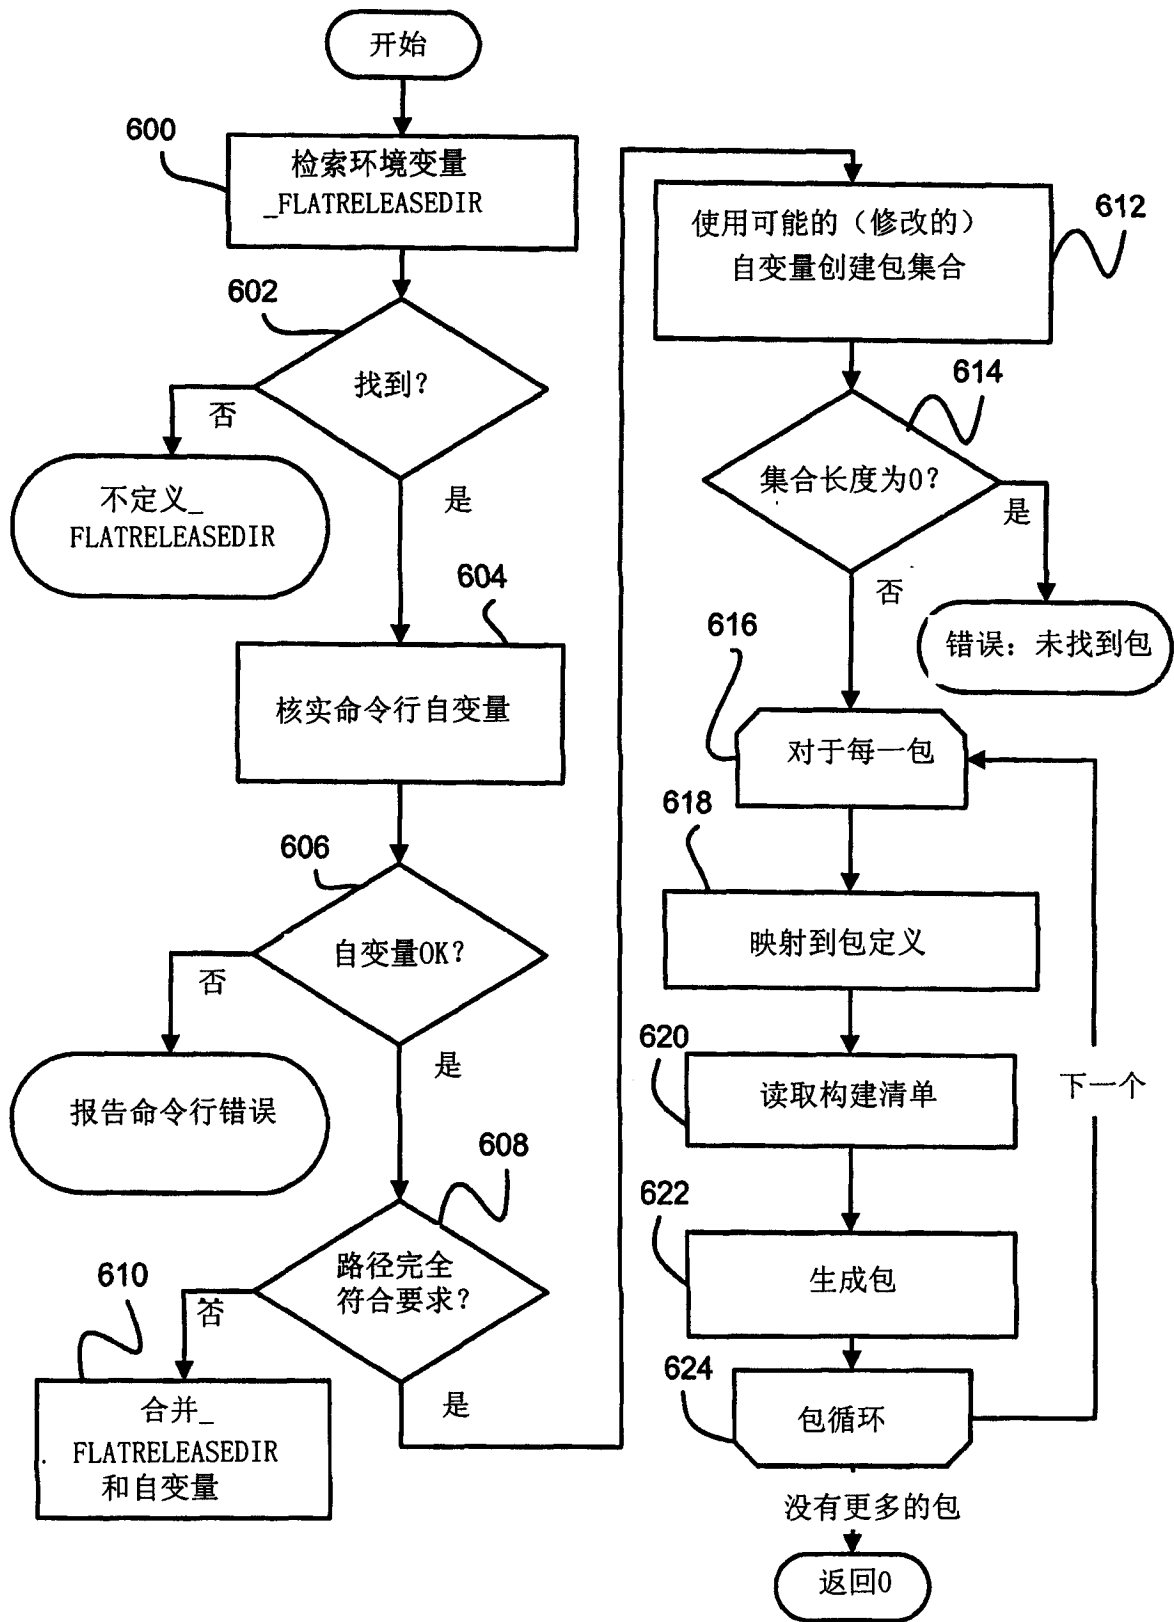 开始
600
检索环境变量
_FLATRELEASEDIR
602
找到？
否
不定义_
FLATRELEASEDIR
是
604
核实命令行自变量
606
自变量OK？
否
报告命令行错误
是
608
路径完全
符合要求？
否
610
合并_
FLATRELEASEDIR
和自变量
是
612
使用可能的（修改的）
自变量创建包集合
614
集合长度为0？
是
错误：未找到包
否
616
对于每一包
618
映射到包定义
620
读取构建清单
下一个
622
生成包
624
包循环
没有更多的包
返回0